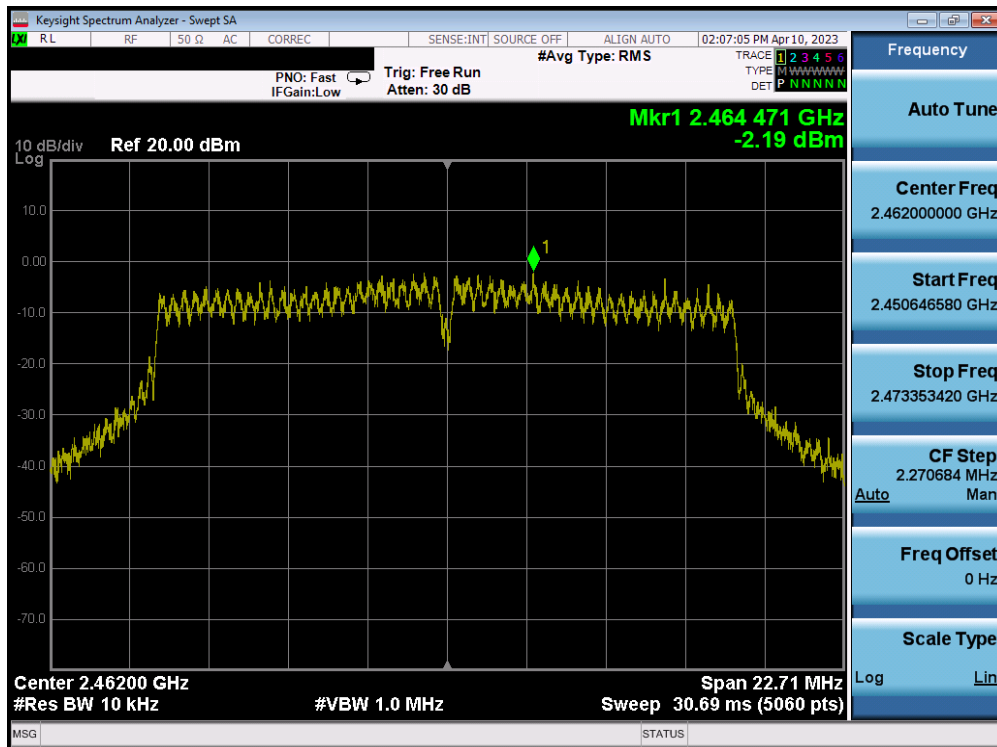 Keysight Spectrum Analyzer - Swept SA
LXI RL RF 50 Ω AC CORREC SENSE:INT SOURCE OFF ALIGN AUTO 02:07:05 PM Apr 10, 2023
#Avg Type: RMS
TRACE 1 2 3 4 5 6
PNO: Fast Trig: Free Run
TYPE M WWWWW
IFGain:Low Atten: 30 dB
DET P N N N N N
Mkr1 2.464 471 GHz
-2.19 dBm
10 dB/div Ref 20.00 dBm
Log
10.0
0.00
-10.0
-20.0
-30.0
-40.0
-50.0
-60.0
-70.0
1
Center 2.46200 GHz Span 22.71 MHz
#Res BW 10 kHz #VBW 1.0 MHz Sweep 30.69 ms (5060 pts)
MSG STATUS
Frequency
Auto Tune
Center Freq
2.462000000 GHz
Start Freq
2.450646580 GHz
Stop Freq
2.473353420 GHz
CF Step
2.270684 MHz
Auto Man
Freq Offset
0 Hz
Scale Type
Log Lin